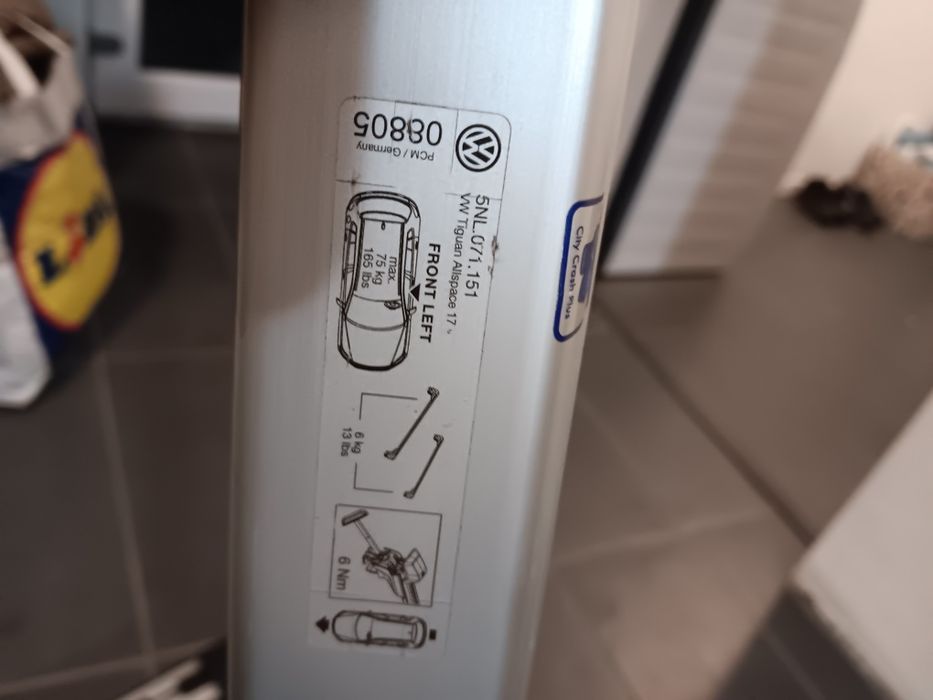 08805
PCM / Germany
5NL.071.151
VW Tiguan Allspace 17 ~
FRONT LEFT
max.
75 kg
165 lbs
6 kg
13 lbs
6 Nm
City Crash Plus
LIDL